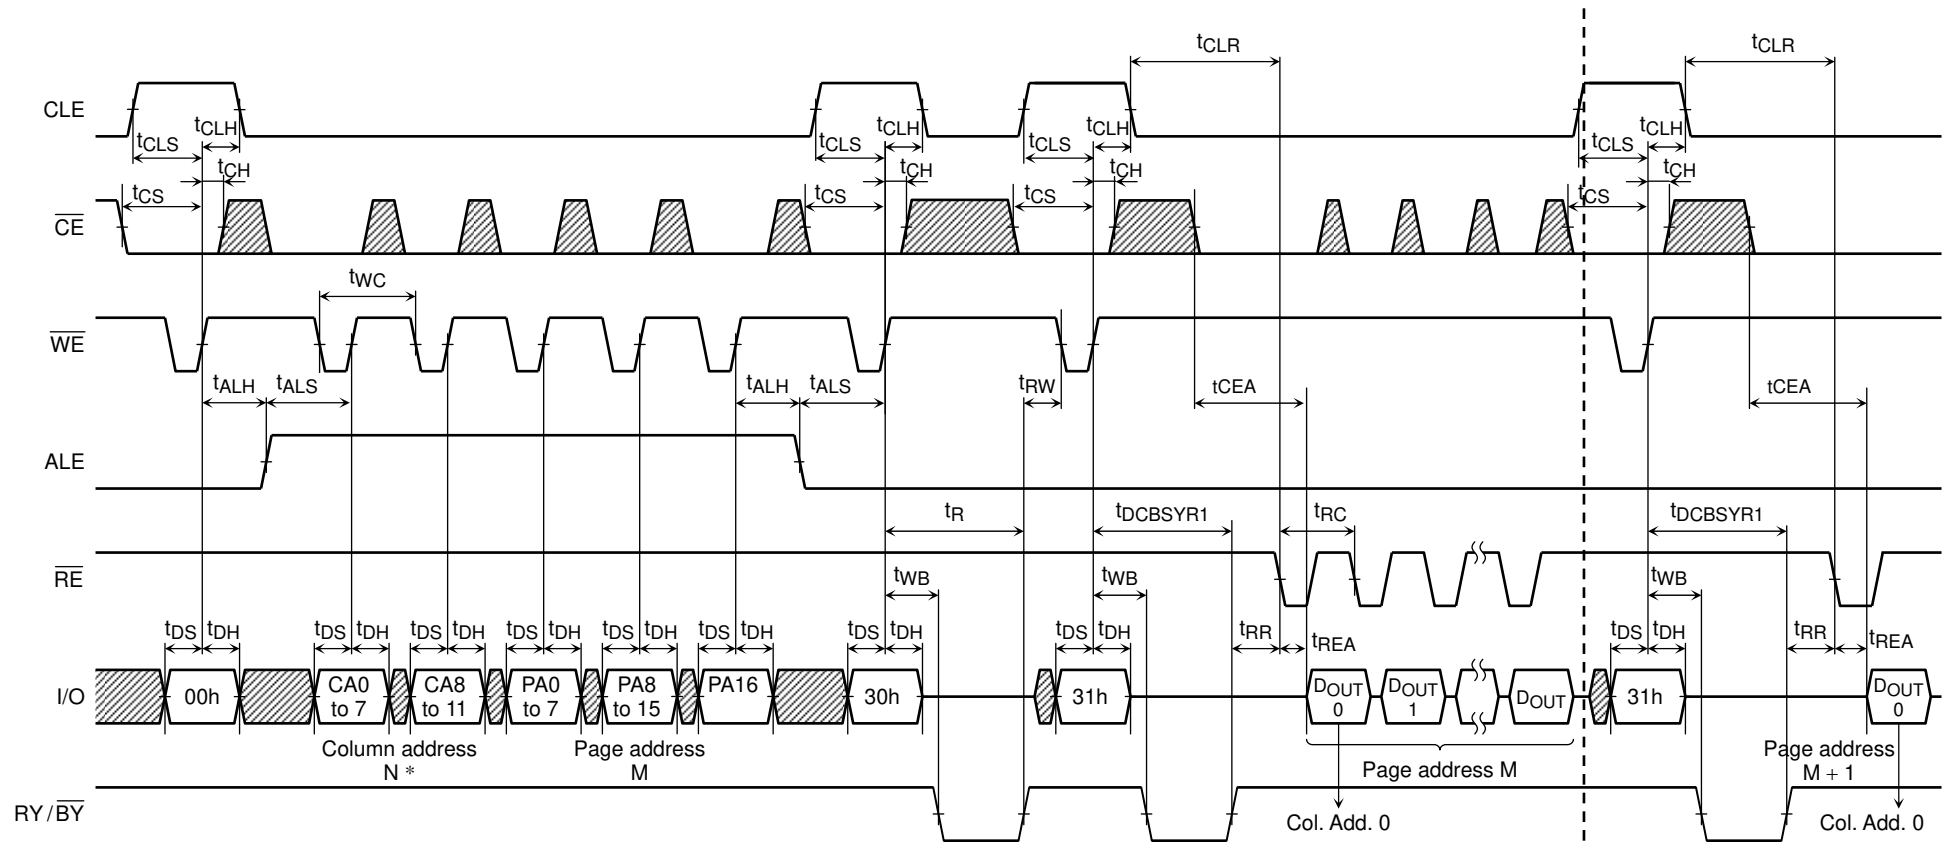 tCLR tCLR
CLE
tCLH tCLH tCLH tCLH
tCLS tCLS tCLS tCLS
tCH tCH tCH tCH
tCS tCS tCS tCS
CE
tWC
WE
tALH tALS tALH tALS tRW tCEA tCEA
ALE
tR tDCBSYR1 tRC tDCBSYR1
RE
tWB tWB tWB
tDS tDH tDS tDH tDS tDH tDS tDH tDS tDH tDS tDH tDS tDH tDS tDH tRR tREA tDS tDH tRR tREA
I/O
00h
CA0
to 7
CA8
to 11
PA0
to 7
PA8
to 15
PA16
30h
31h
DOUT
0
DOUT
1
DOUT
31h
DOUT
0
Column address
N *
Page address
M
Page address M
Page address
M + 1
RY/BY
Col. Add. 0
Col. Add. 0